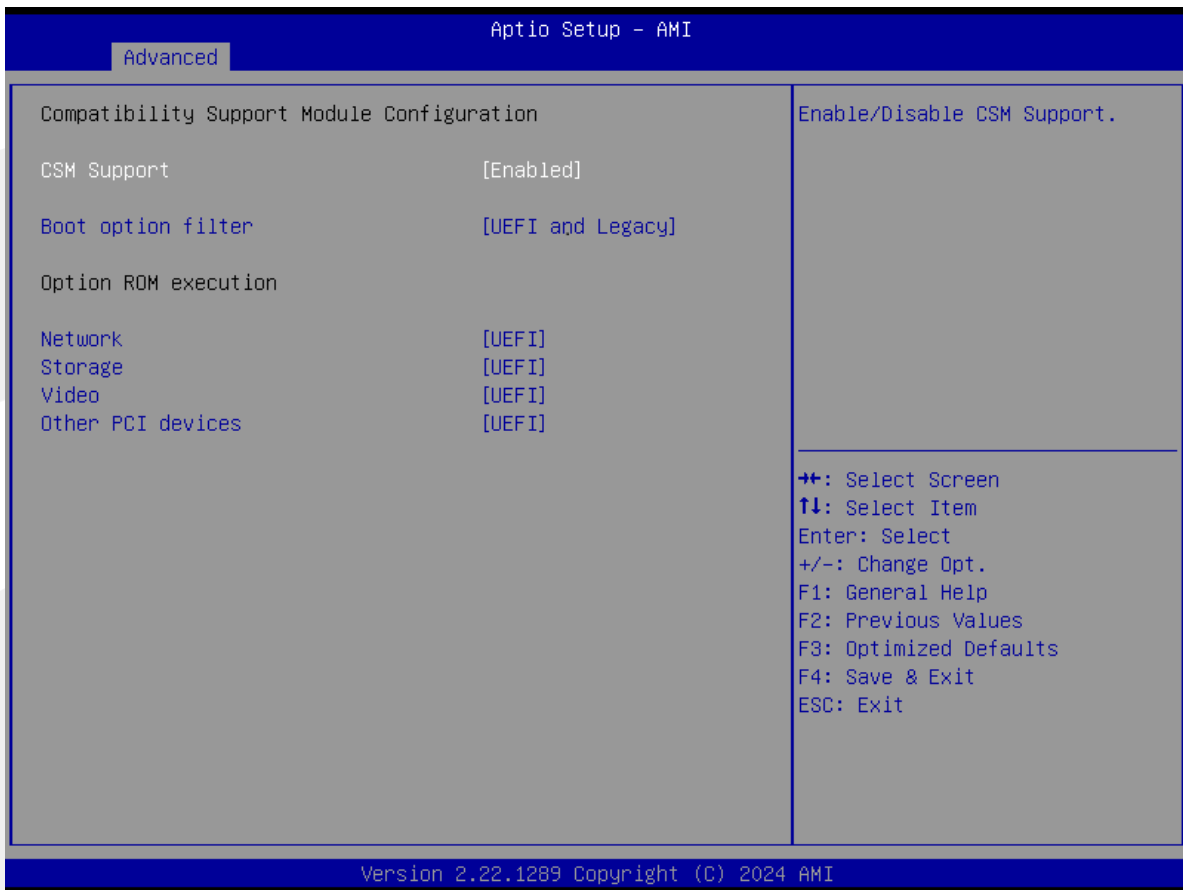 Aptio Setup – AMI
Advanced
Compatibility Support Module Configuration
CSM Support [Enabled]
Boot option filter [UEFI and Legacy]
Option ROM execution
Network [UEFI]
Storage [UEFI]
Video [UEFI]
Other PCI devices [UEFI]
Enable/Disable CSM Support.
→←: Select Screen
↑↓: Select Item
Enter: Select
+/-: Change Opt.
F1: General Help
F2: Previous Values
F3: Optimized Defaults
F4: Save & Exit
ESC: Exit
Version 2.22.1289 Copyright (C) 2024 AMI